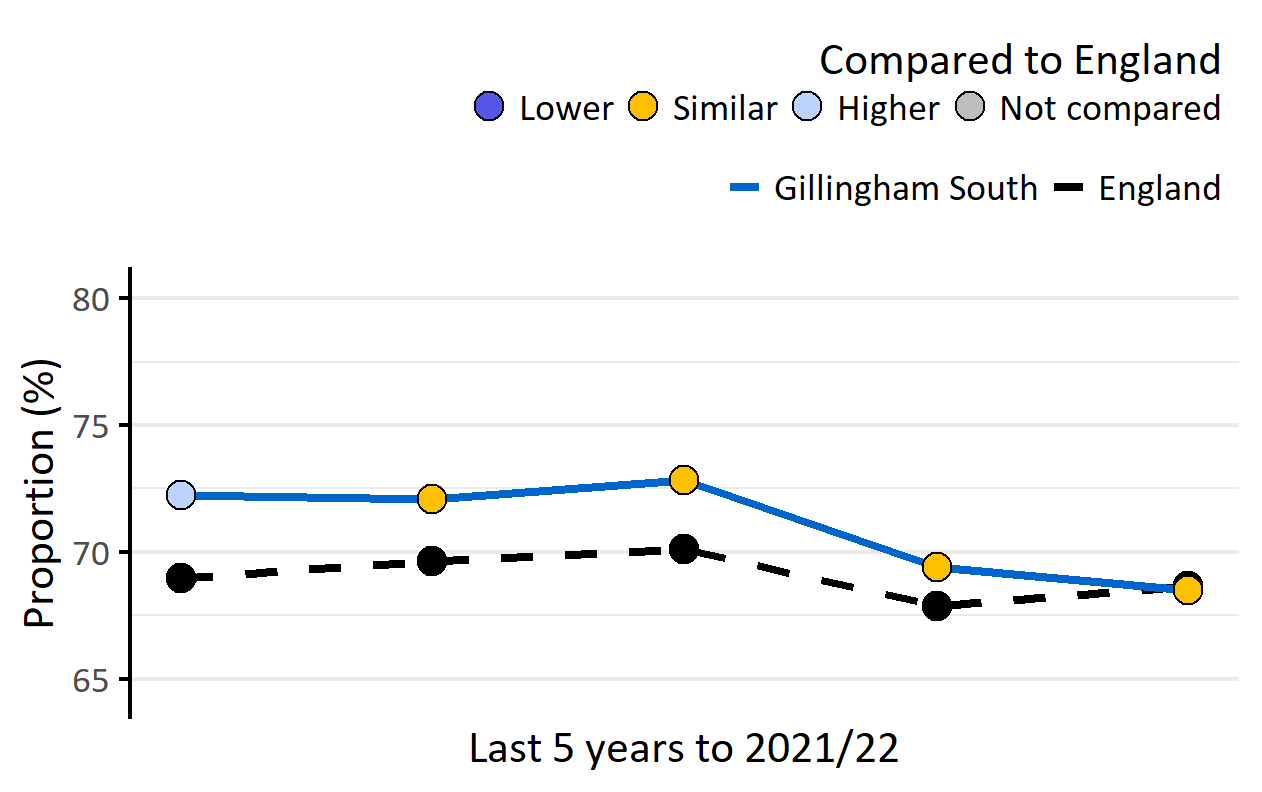 Compared to England
Lower Similar Higher Not compared
Gillingham South England
80
75
70
65
Proportion (%)
Last 5 years to 2021/22